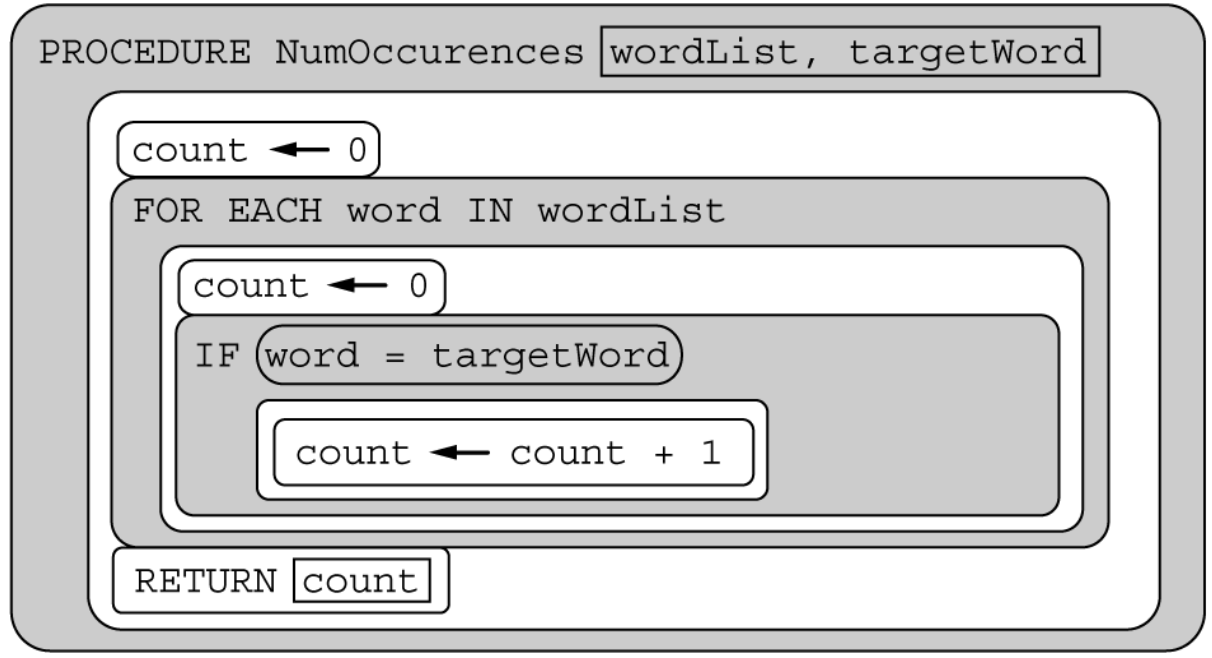 PROCEDURE NumOccurences wordList, targetWord
count ← 0
FOR EACH word IN wordList
count ← 0
IF word = targetWord
count ← count + 1
RETURN count